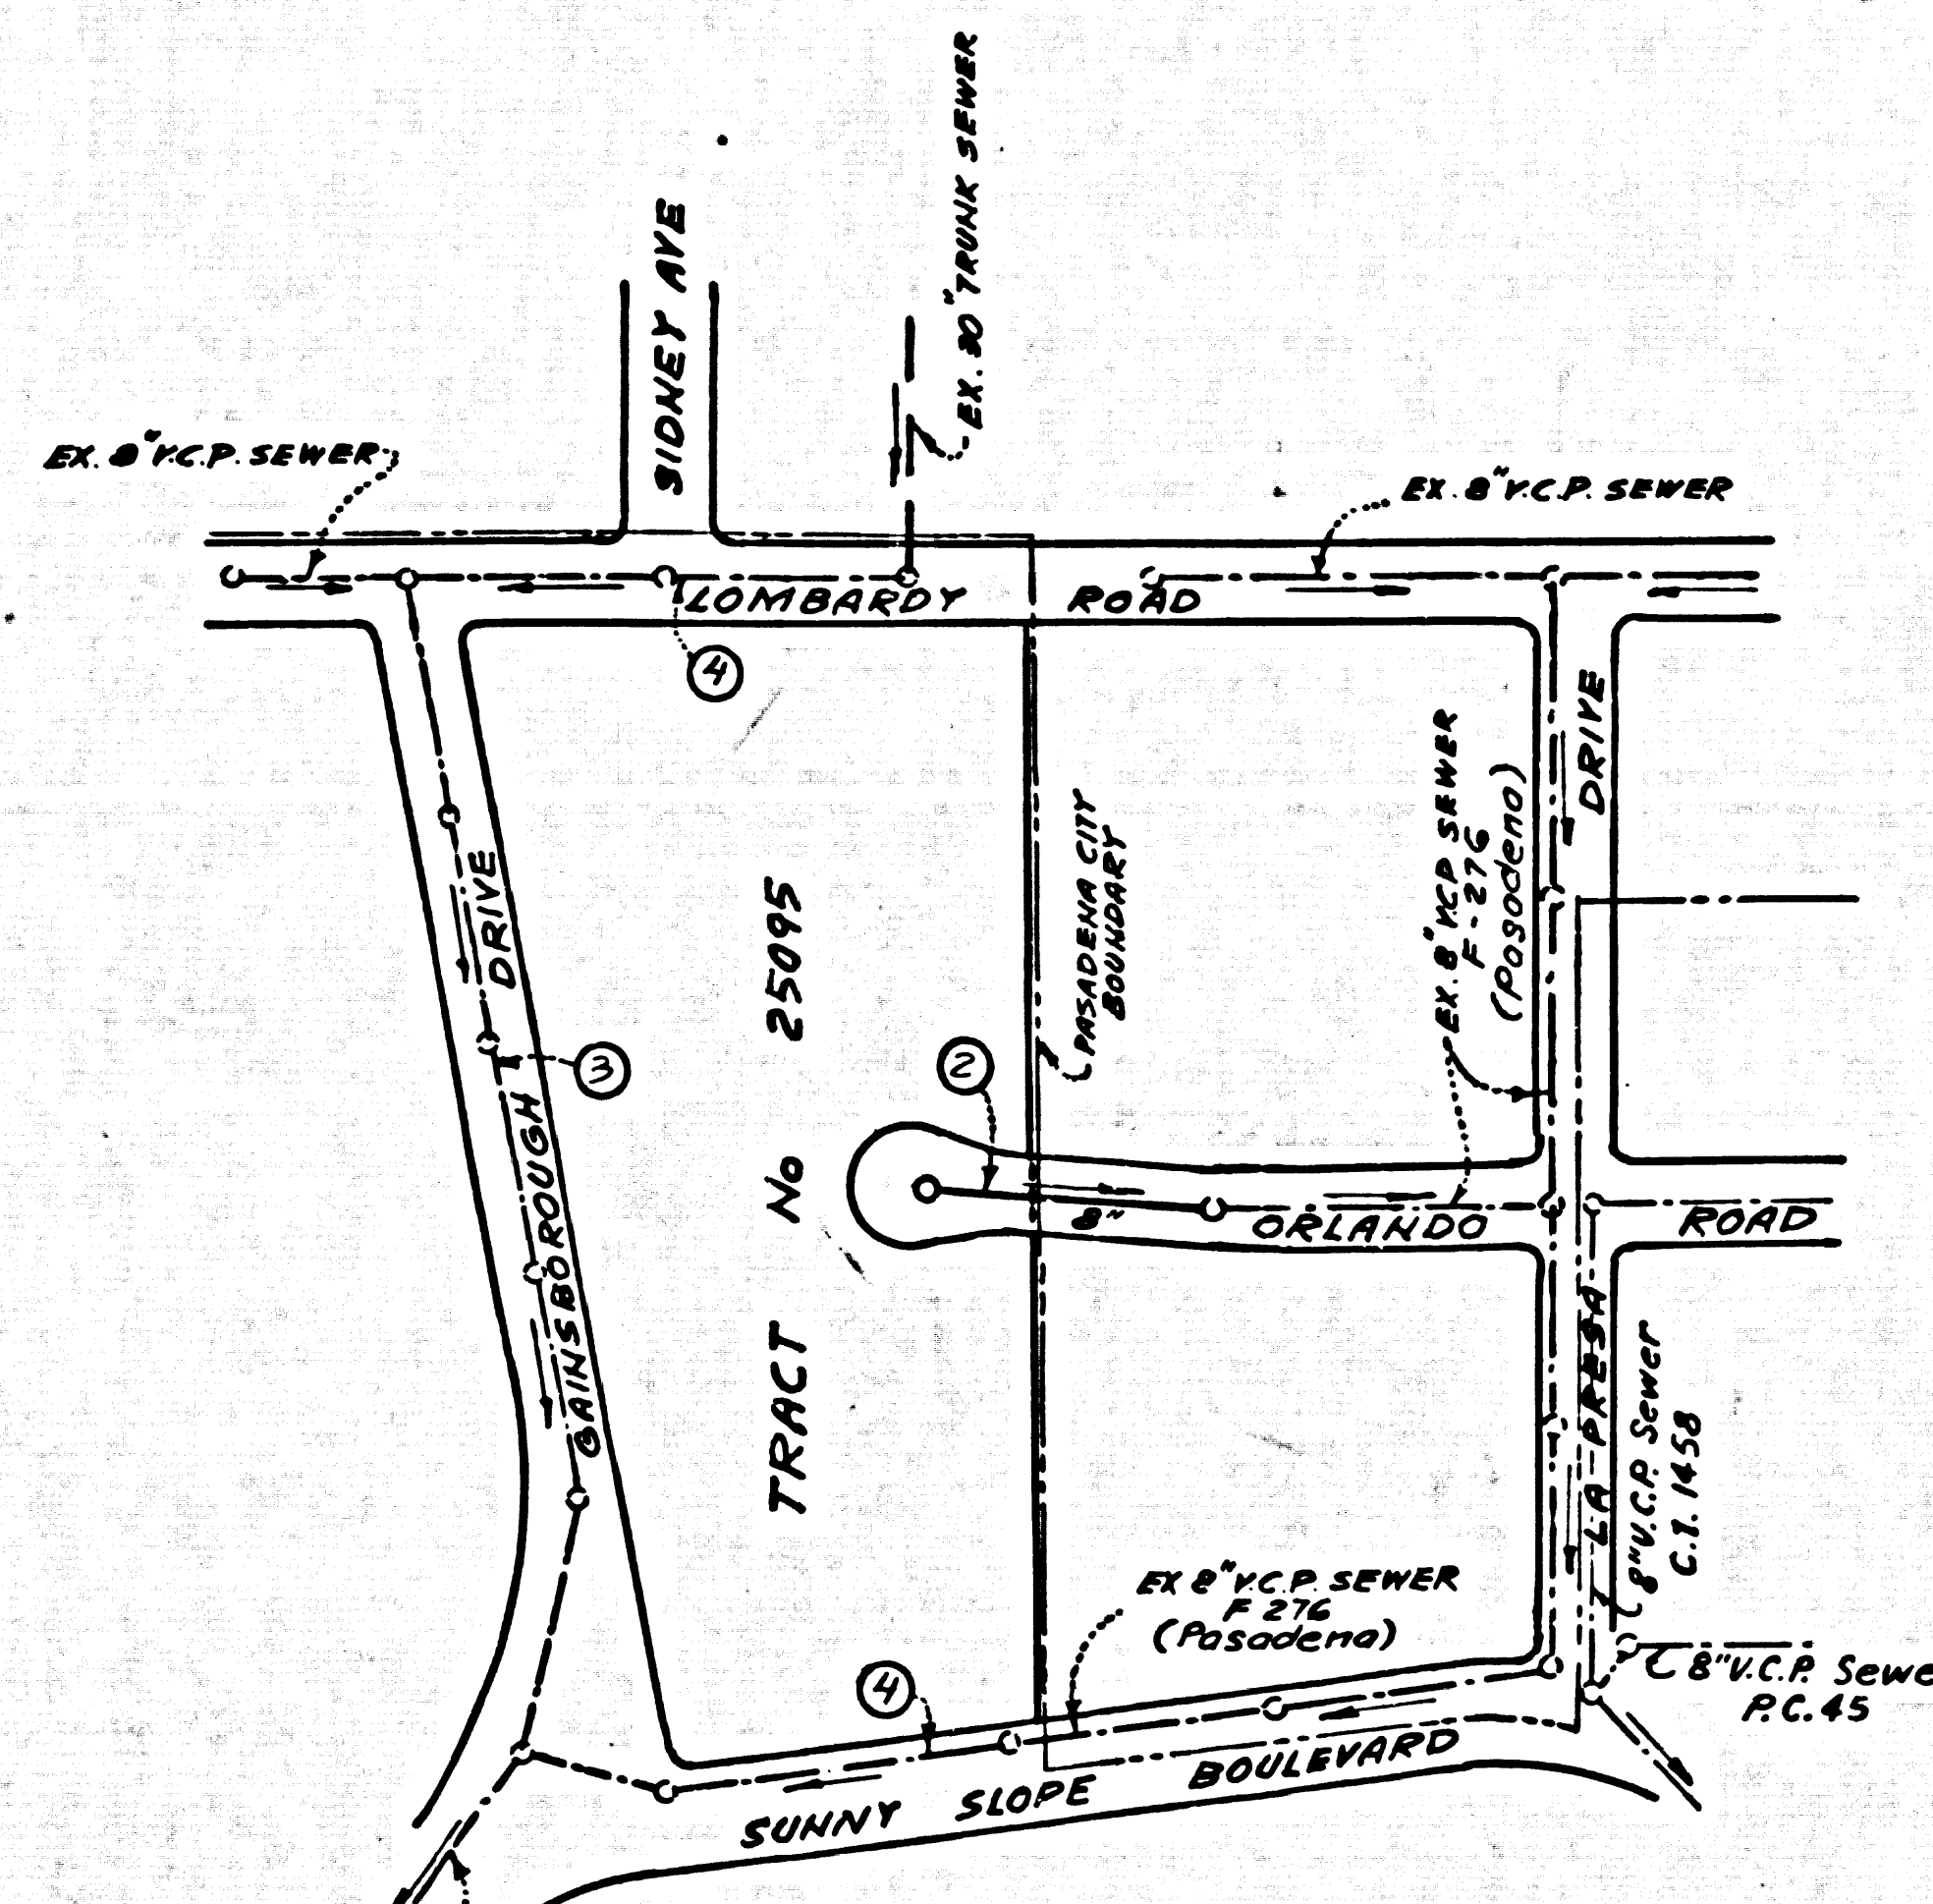 EX. 30" TRUNK SEWER
SIDNEY AVE
EX. 8" V.C.P. SEWER
EX. 8" V.C.P. SEWER
LOMBARDY ROAD
4
DRIVE
EX. 8" V.C.P. SEWER
F-276
(Pasadena)
PASADENA CITY
BOUNDARY
GAINSBOROUGH DRIVE
3
TRACT No 25095
2
8"
ORLANDO ROAD
LA PRESA
8" V.C.P. Sewer
C.I. 1458
EX 8" V.C.P. SEWER
F 276
(Pasadena)
4
8" V.C.P. Sewe
P.C. 45
SUNNY SLOPE BOULEVARD